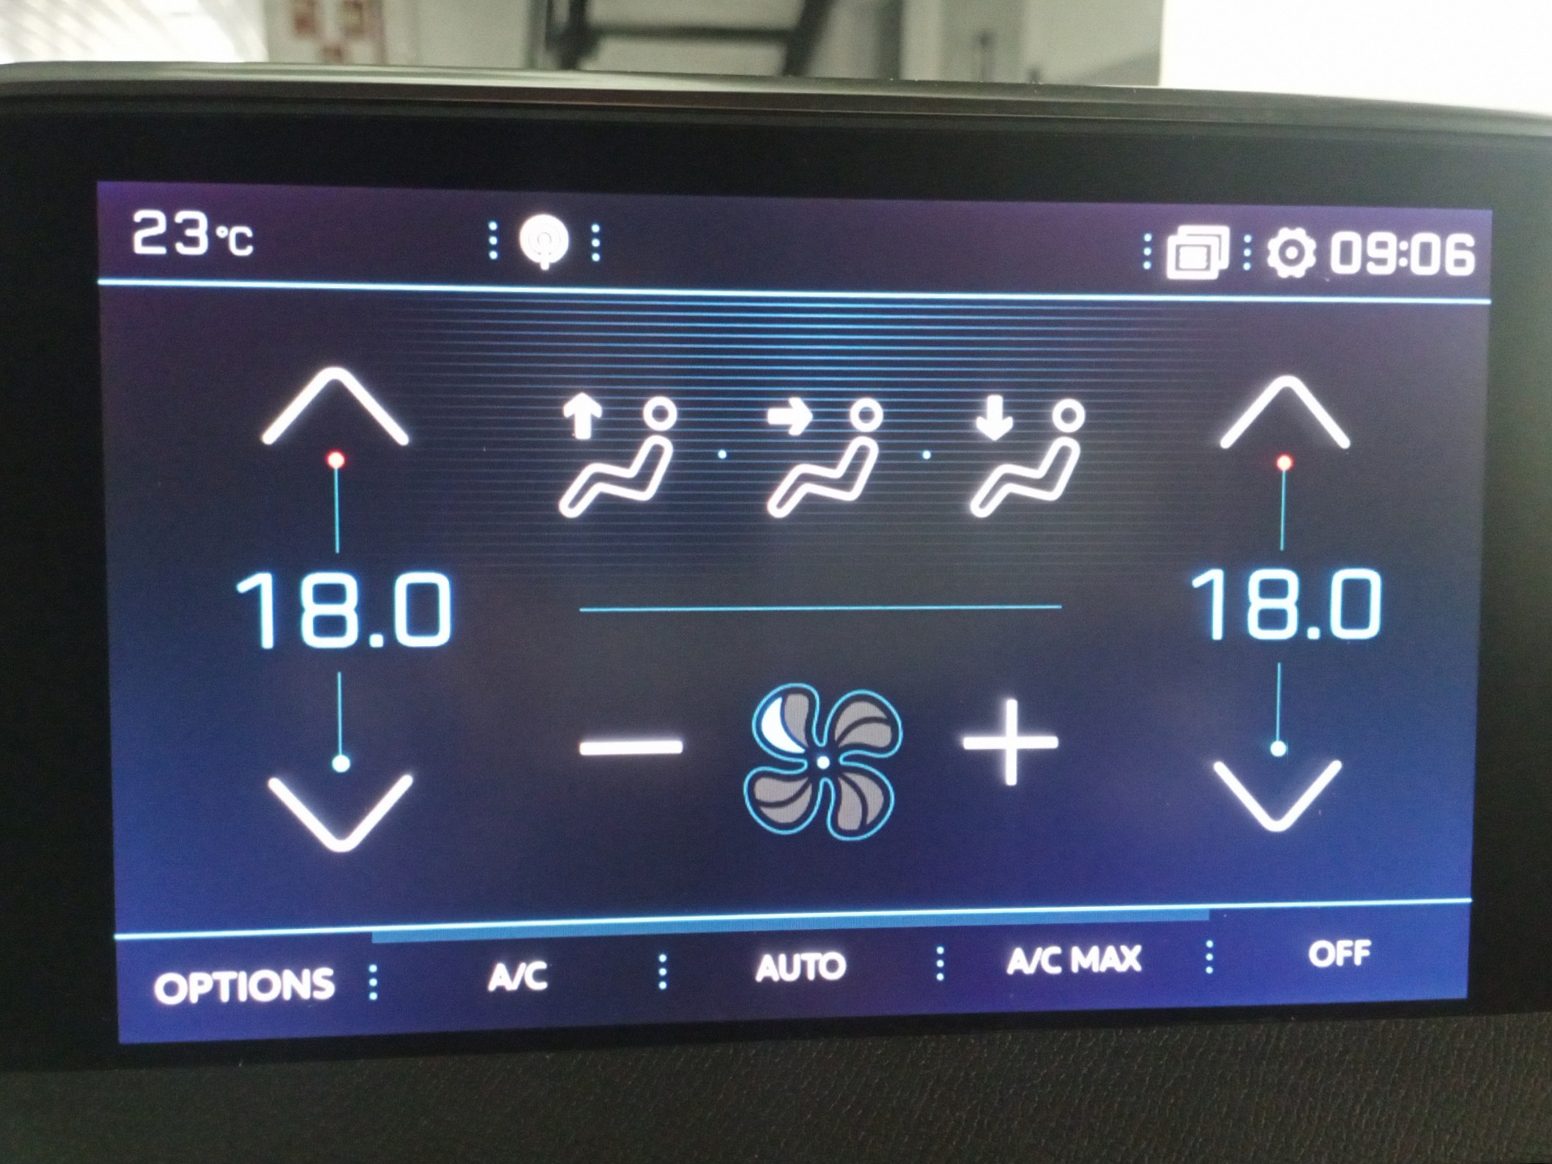 23°C
09:06
18.0
18.0
OPTIONS
A/C
AUTO
A/C MAX
OFF